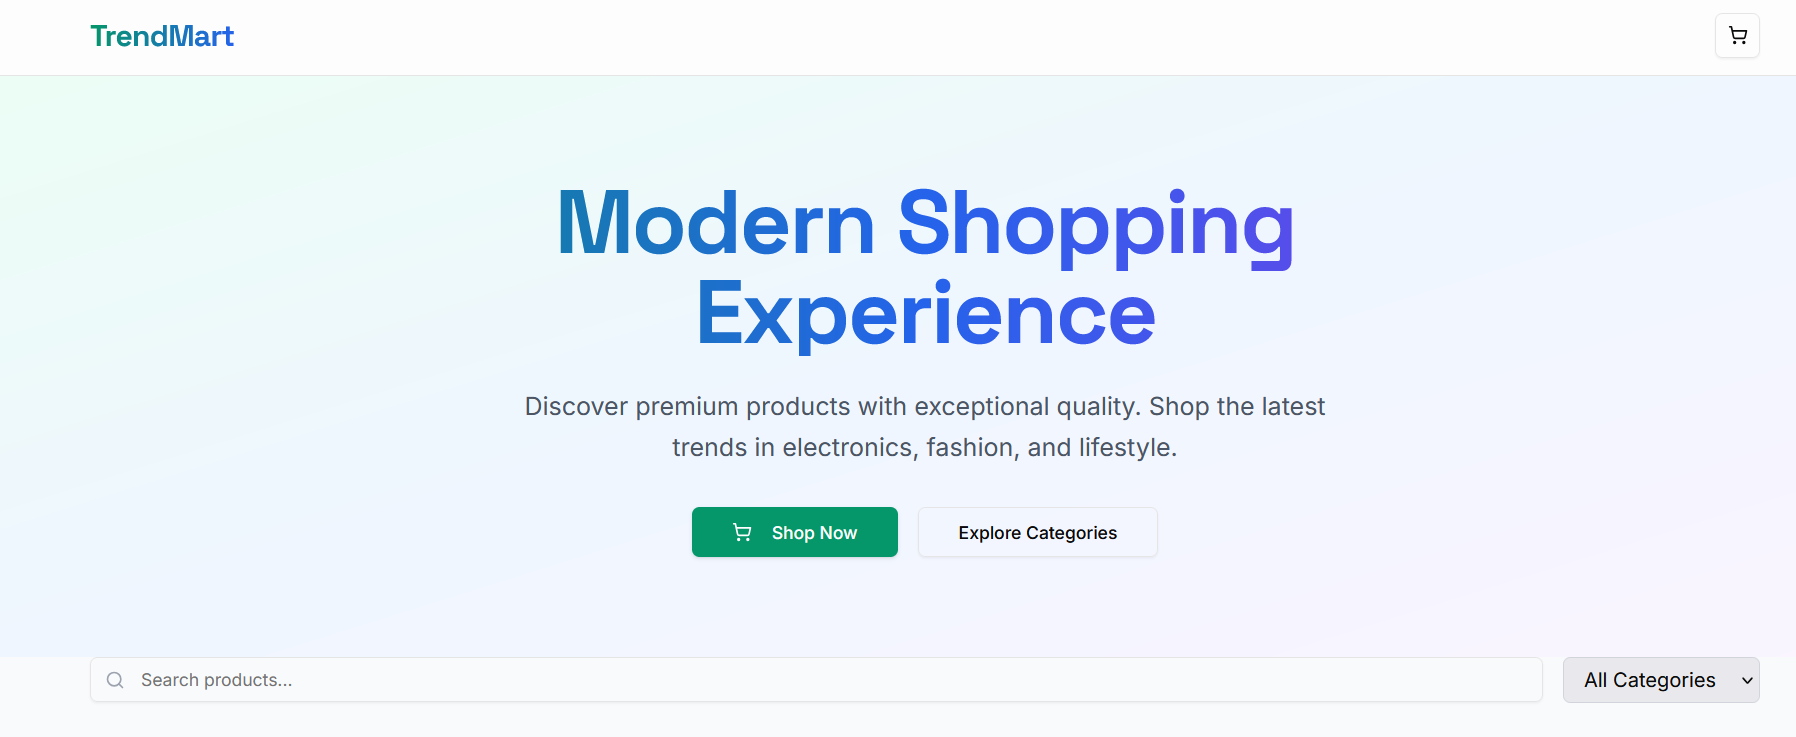 TrendMart
Modern Shopping
Experience
Discover premium products with exceptional quality. Shop the latest
trends in electronics, fashion, and lifestyle.
Shop Now
Explore Categories
Search products...
All Categories